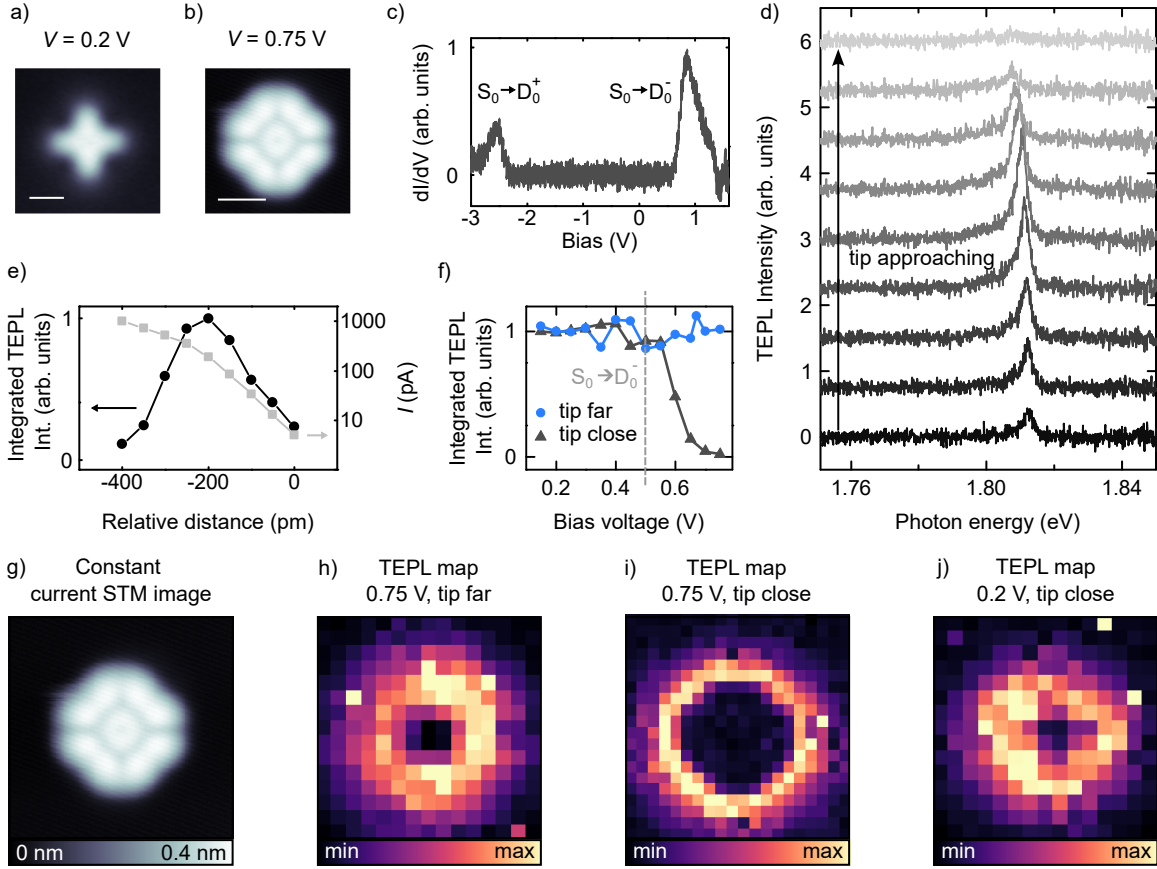 a)
V = 0.2 V
b)
V = 0.75 V
c)
dI/dV (arb. units)
1
0
S₀→D₀⁺
S₀→D₀⁻
-3
-2
-1
0
1
Bias (V)
d)
TEPL Intensity (arb. units)
6
5
4
3
2
1
0
tip approaching
1.76
1.80
1.84
Photon energy (eV)
e)
Integrated TEPL
Int. (arb. units)
1
0
1000
100
10
I (pA)
-400
-200
0
Relative distance (pm)
f)
Integrated TEPL
Int. (arb. units)
1
0
S₀→D₀⁻
tip far
tip close
0.2
0.4
0.6
Bias voltage (V)
g)
Constant
current STM image
0 nm
0.4 nm
h)
TEPL map
0.75 V, tip far
min
max
i)
TEPL map
0.75 V, tip close
min
max
j)
TEPL map
0.2 V, tip close
min
max